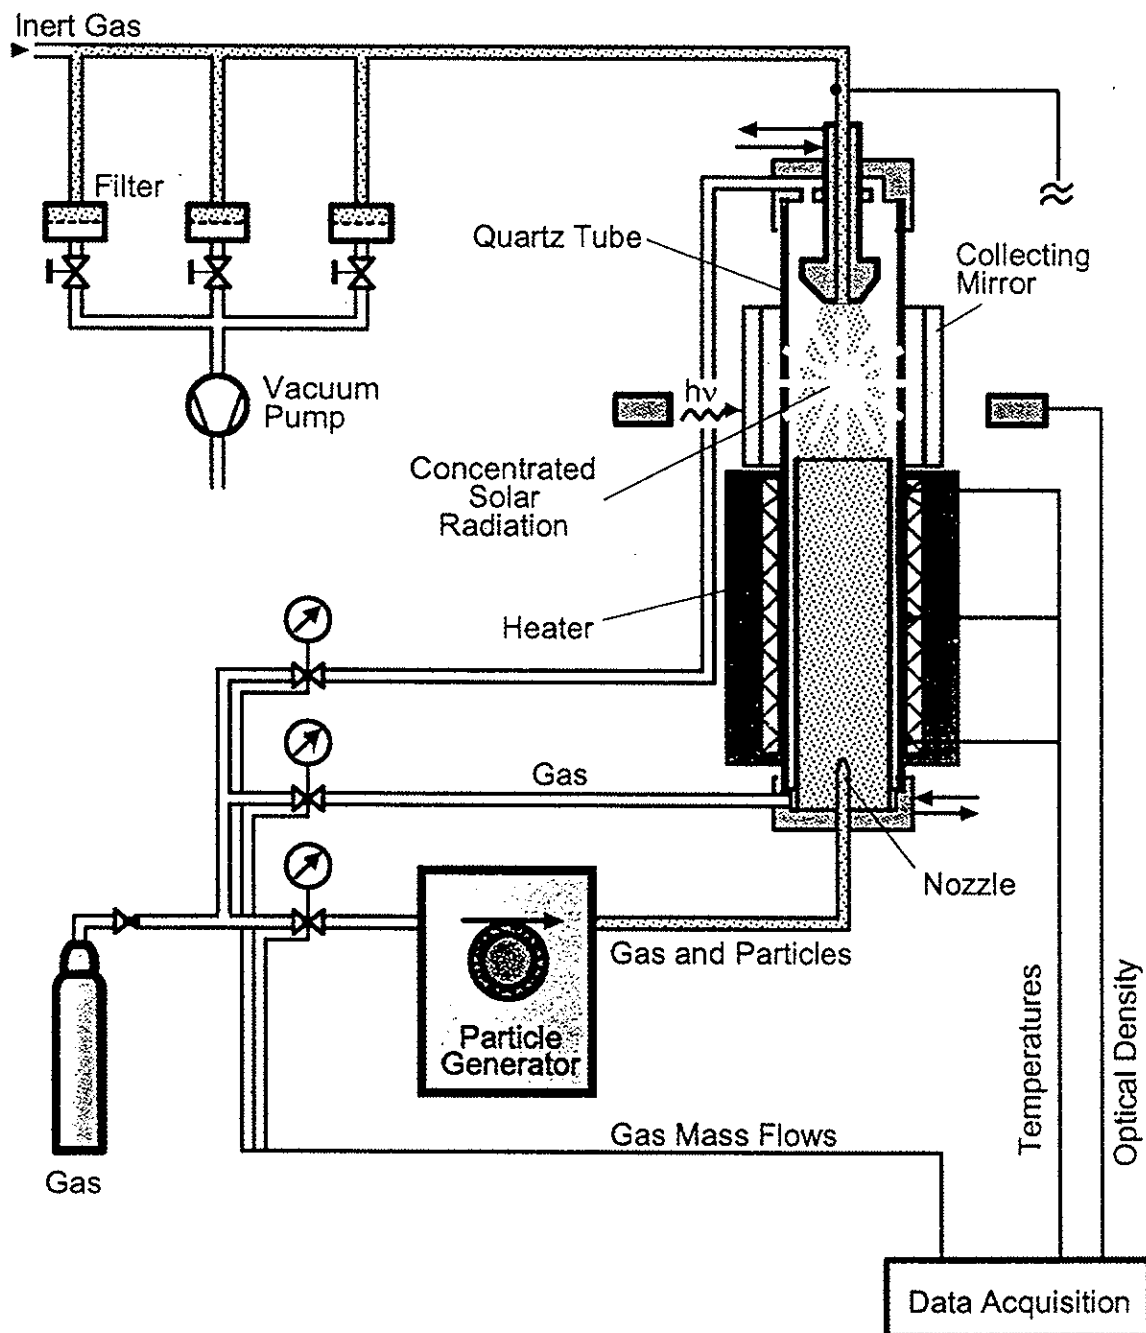 Inert Gas
Filter
Quartz Tube
Collecting
Mirror
Vacuum
Pump
hν
Concentrated
Solar
Radiation
Heater
Gas
Nozzle
Gas and Particles
Particle
Generator
Temperatures
Optical Density
Gas Mass Flows
Gas
Data Acquisition